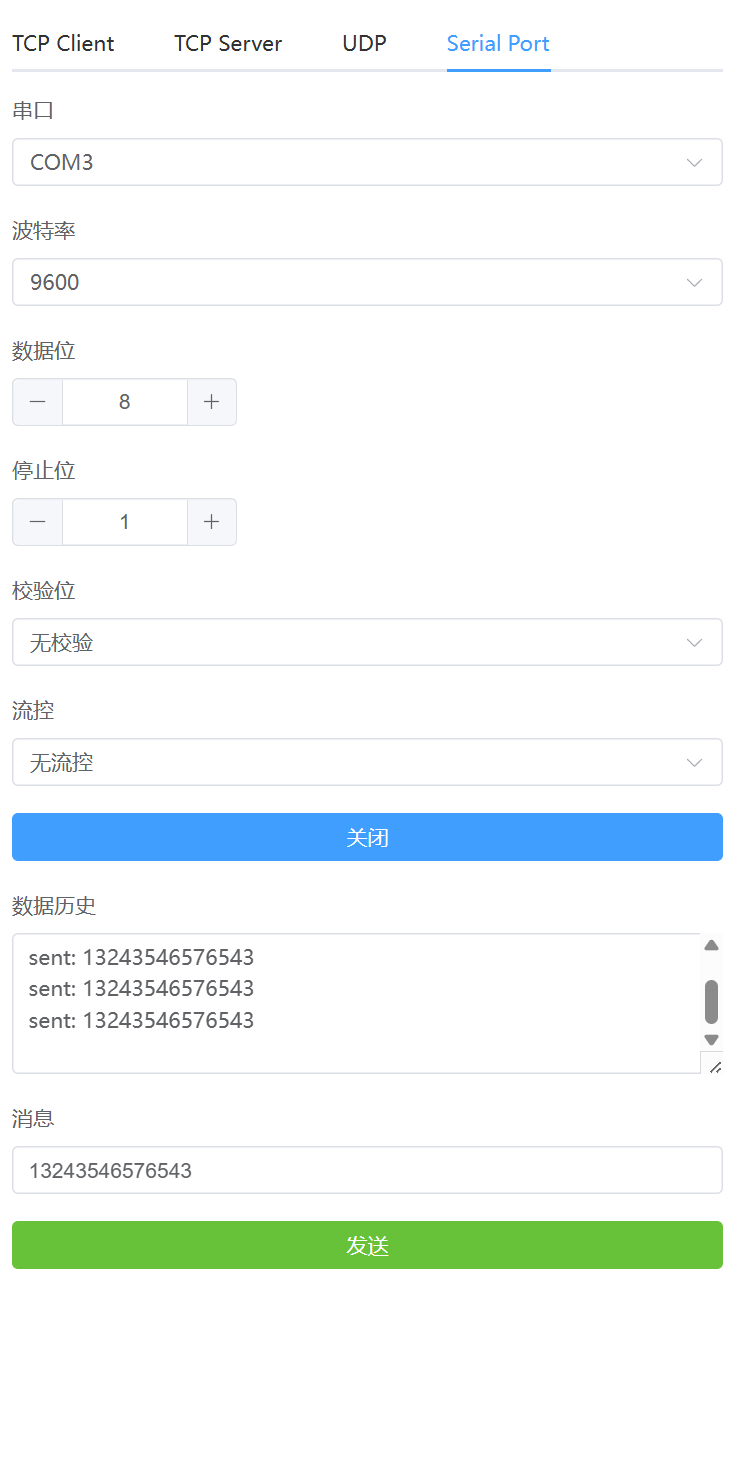 TCP Client TCP Server UDP Serial Port
串口
COM3
波特率
9600
数据位
8
停止位
1
校验位
无校验
流控
无流控
关闭
数据历史
sent: 13243546576543
sent: 13243546576543
sent: 13243546576543
消息
13243546576543
发送